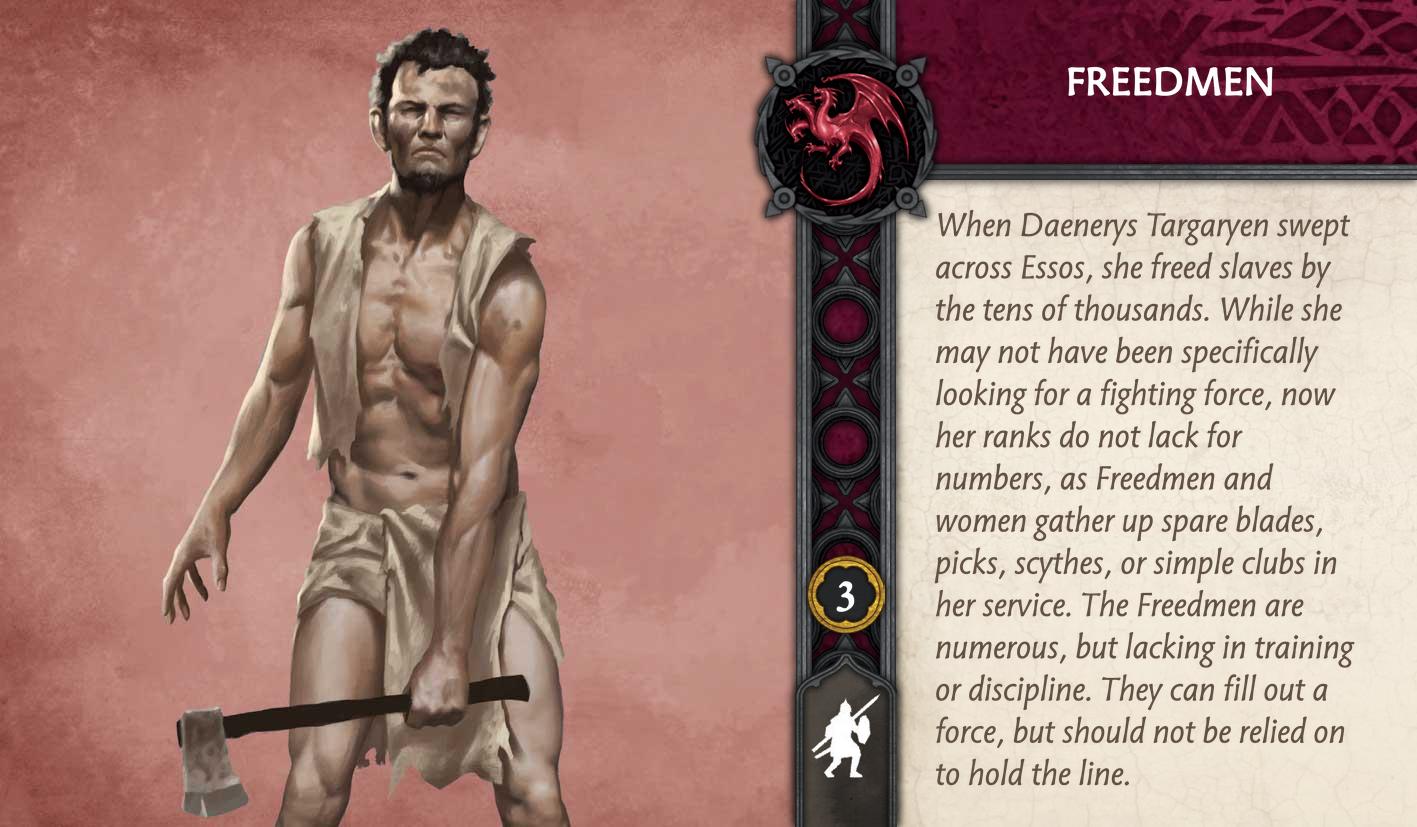 FREEDMEN
When Daenerys Targaryen swept
across Essos, she freed slaves by
the tens of thousands. While she
may not have been specifically
looking for a fighting force, now
her ranks do not lack for
numbers, as Freedmen and
women gather up spare blades,
picks, scythes, or simple clubs in
her service. The Freedmen are
numerous, but lacking in training
or discipline. They can fill out a
force, but should not be relied on
to hold the line.
3